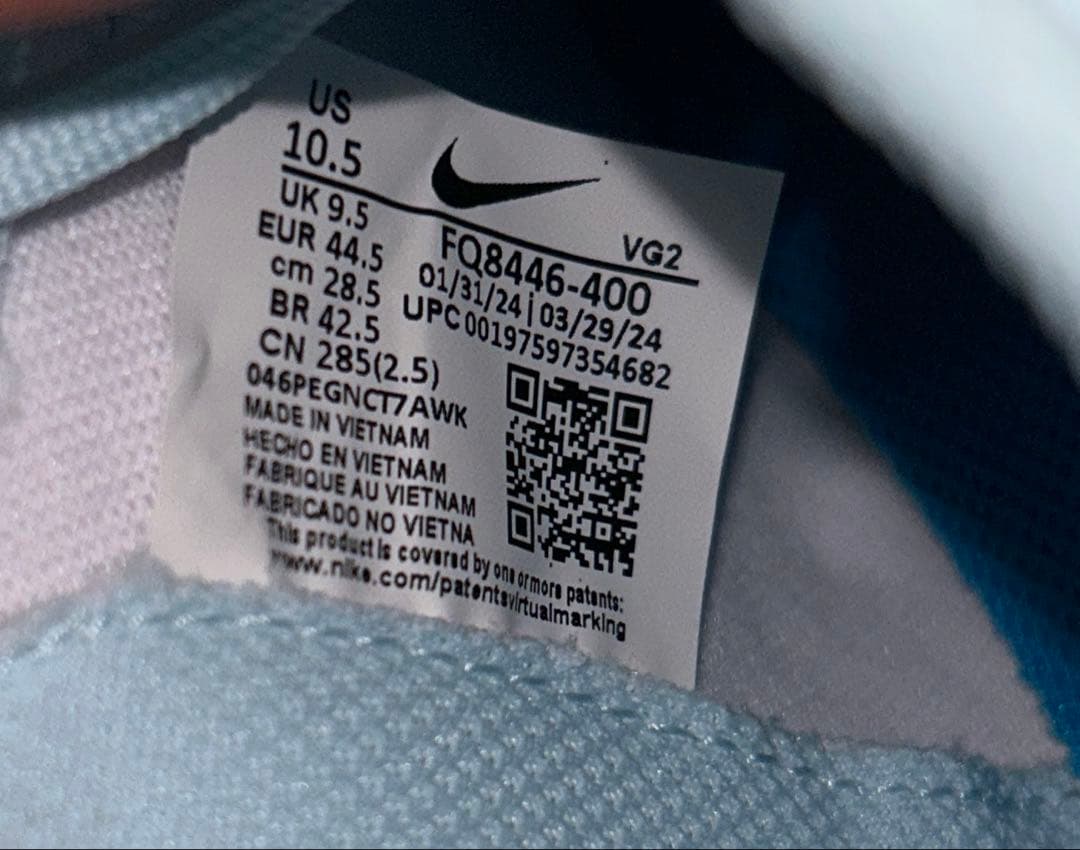 US
10.5
UK 9.5
EUR 44.5
cm 28.5
BR 42.5
CN 285(2.5)
VG2
FQ8446-400
01/31/24|03/29/24
UPC00197597354682
046PEGNCT7AWK
MADE IN VIETNAM
HECHO EN VIETNAM
FABRIQUE AU VIETNAM
FABRICADO NO VIETNA
This product is covered by one or more patents:
www.nike.com/patentsvirtualmarking